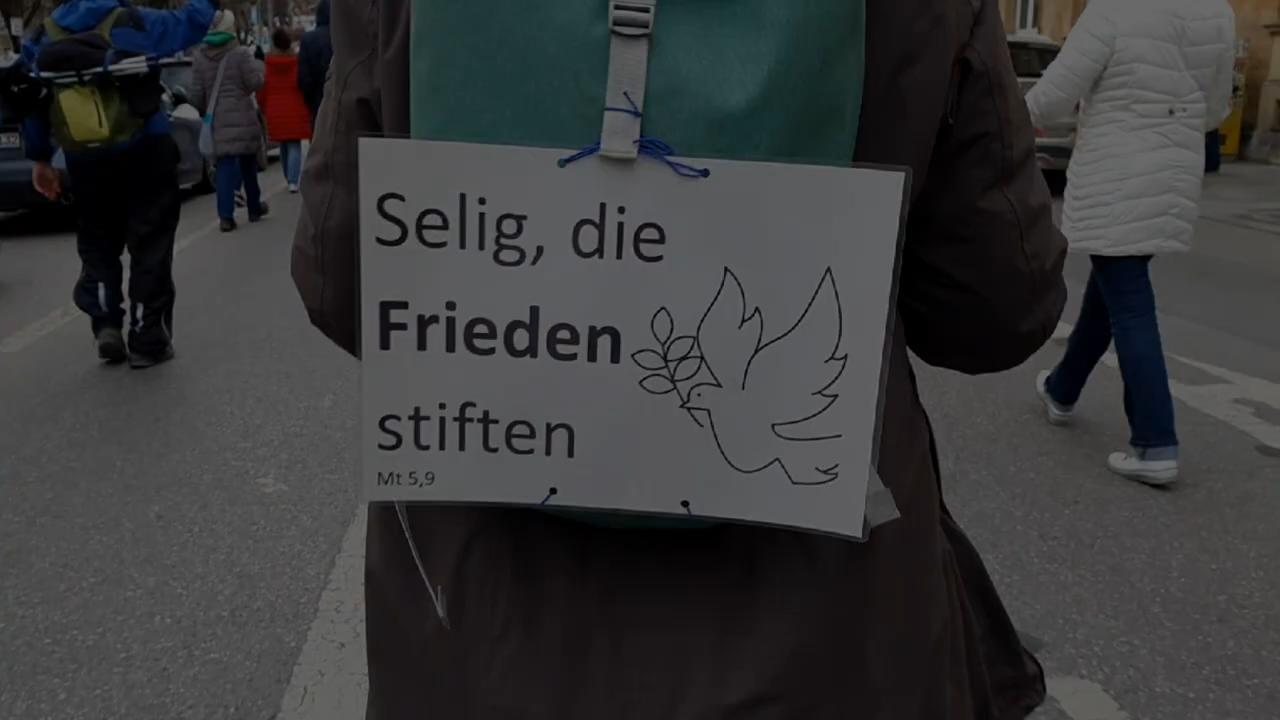 Selig, die
Frieden
stiften
Mt 5,9